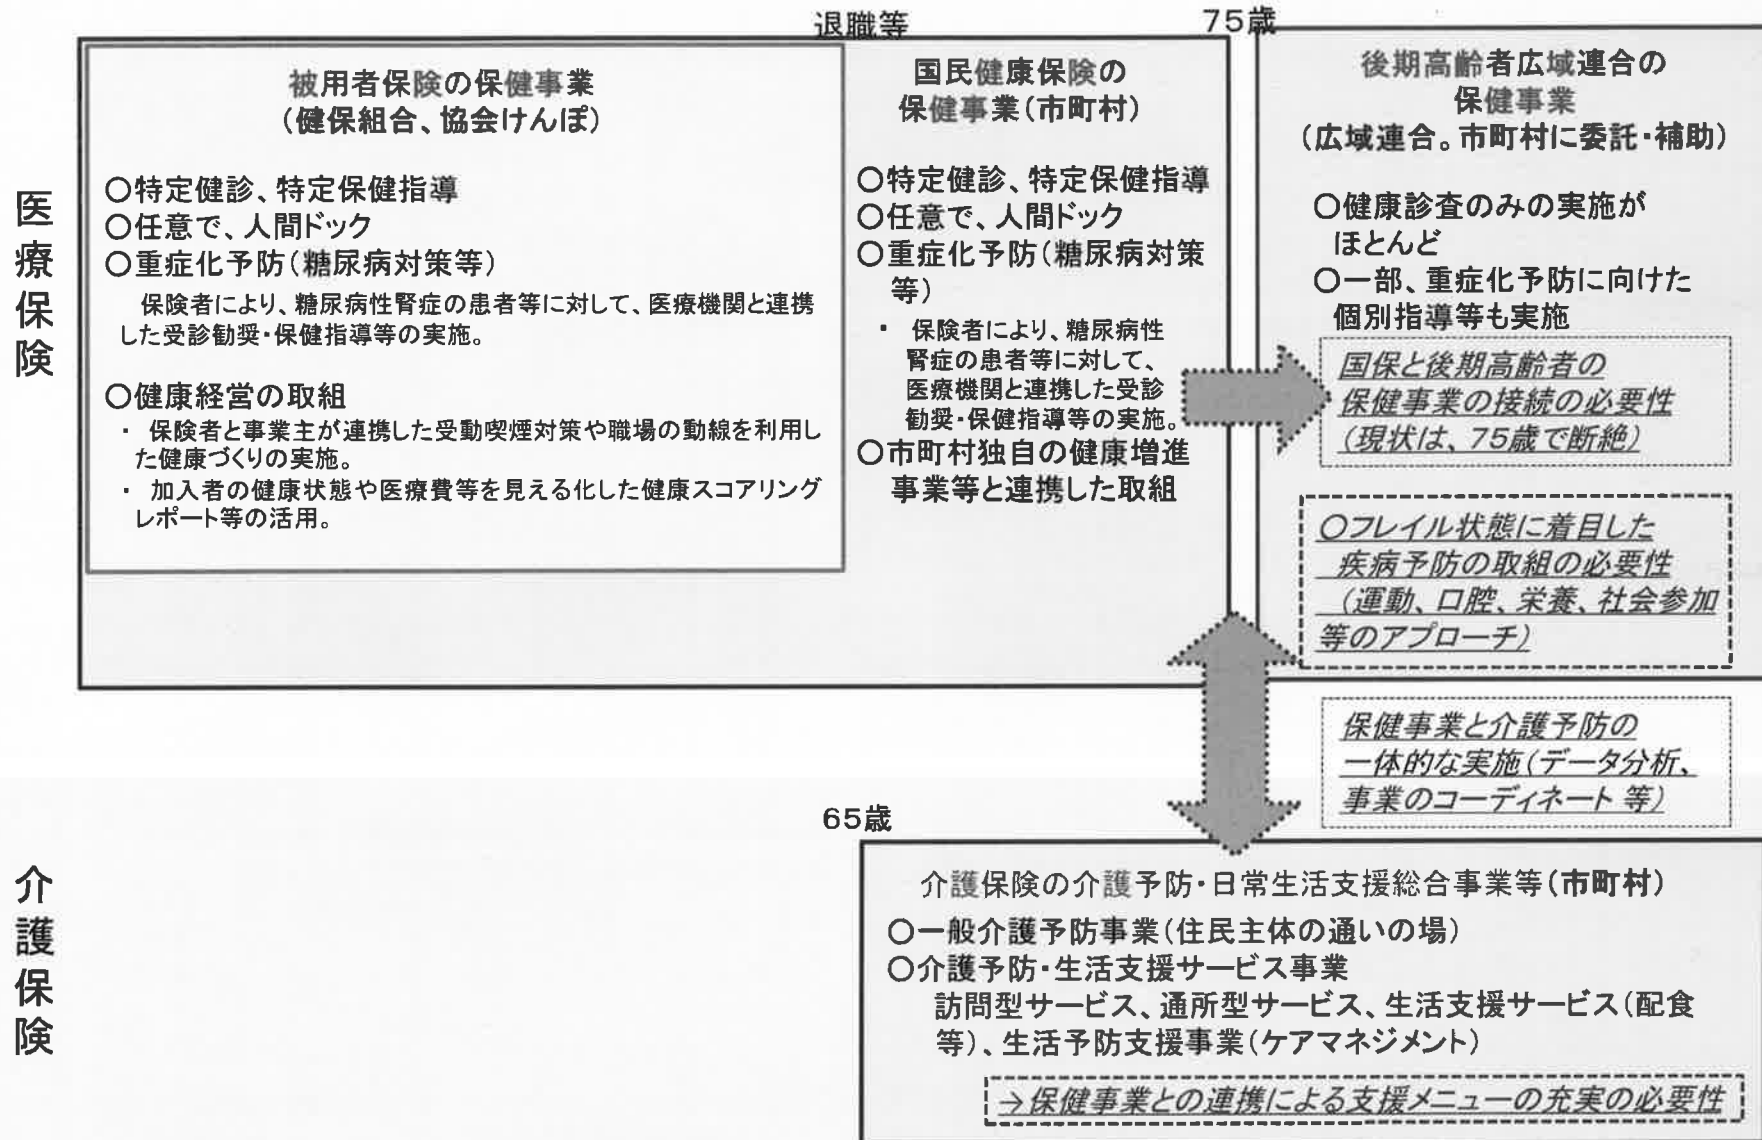 退職等
75歳
医療保険
被用者保険の保健事業
(健保組合、協会けんぽ)
○特定健診、特定保健指導
○任意で、人間ドック
○重症化予防(糖尿病対策等)
保険者により、糖尿病性腎症の患者等に対して、医療機関と連携
した受診勧奨・保健指導等の実施。
○健康経営の取組
・ 保険者と事業主が連携した受動喫煙対策や職場の動線を利用し
た健康づくりの実施。
・ 加入者の健康状態や医療費等を見える化した健康スコアリング
レポート等の活用。
国民健康保険の
保健事業(市町村)
○特定健診、特定保健指導
○任意で、人間ドック
○重症化予防(糖尿病対策
等)
・ 保険者により、糖尿病性
腎症の患者等に対して、
医療機関と連携した受診
勧奨・保健指導等の実施。
○市町村独自の健康増進
事業等と連携した取組
後期高齢者広域連合の
保健事業
(広域連合。市町村に委託・補助)
○健康診査のみの実施が
ほとんど
○一部、重症化予防に向けた
個別指導等も実施
国保と後期高齢者の
保健事業の接続の必要性
(現状は、75歳で断絶)
○フレイル状態に着目した
疾病予防の取組の必要性
(運動、口腔、栄養、社会参加
等のアプローチ)
保健事業と介護予防の
一体的な実施(データ分析、
事業のコーディネート 等)
65歳
介護保険
介護保険の介護予防・日常生活支援総合事業等(市町村)
○一般介護予防事業(住民主体の通いの場)
○介護予防・生活支援サービス事業
訪問型サービス、通所型サービス、生活支援サービス(配食
等)、生活予防支援事業(ケアマネジメント)
→保健事業との連携による支援メニューの充実の必要性